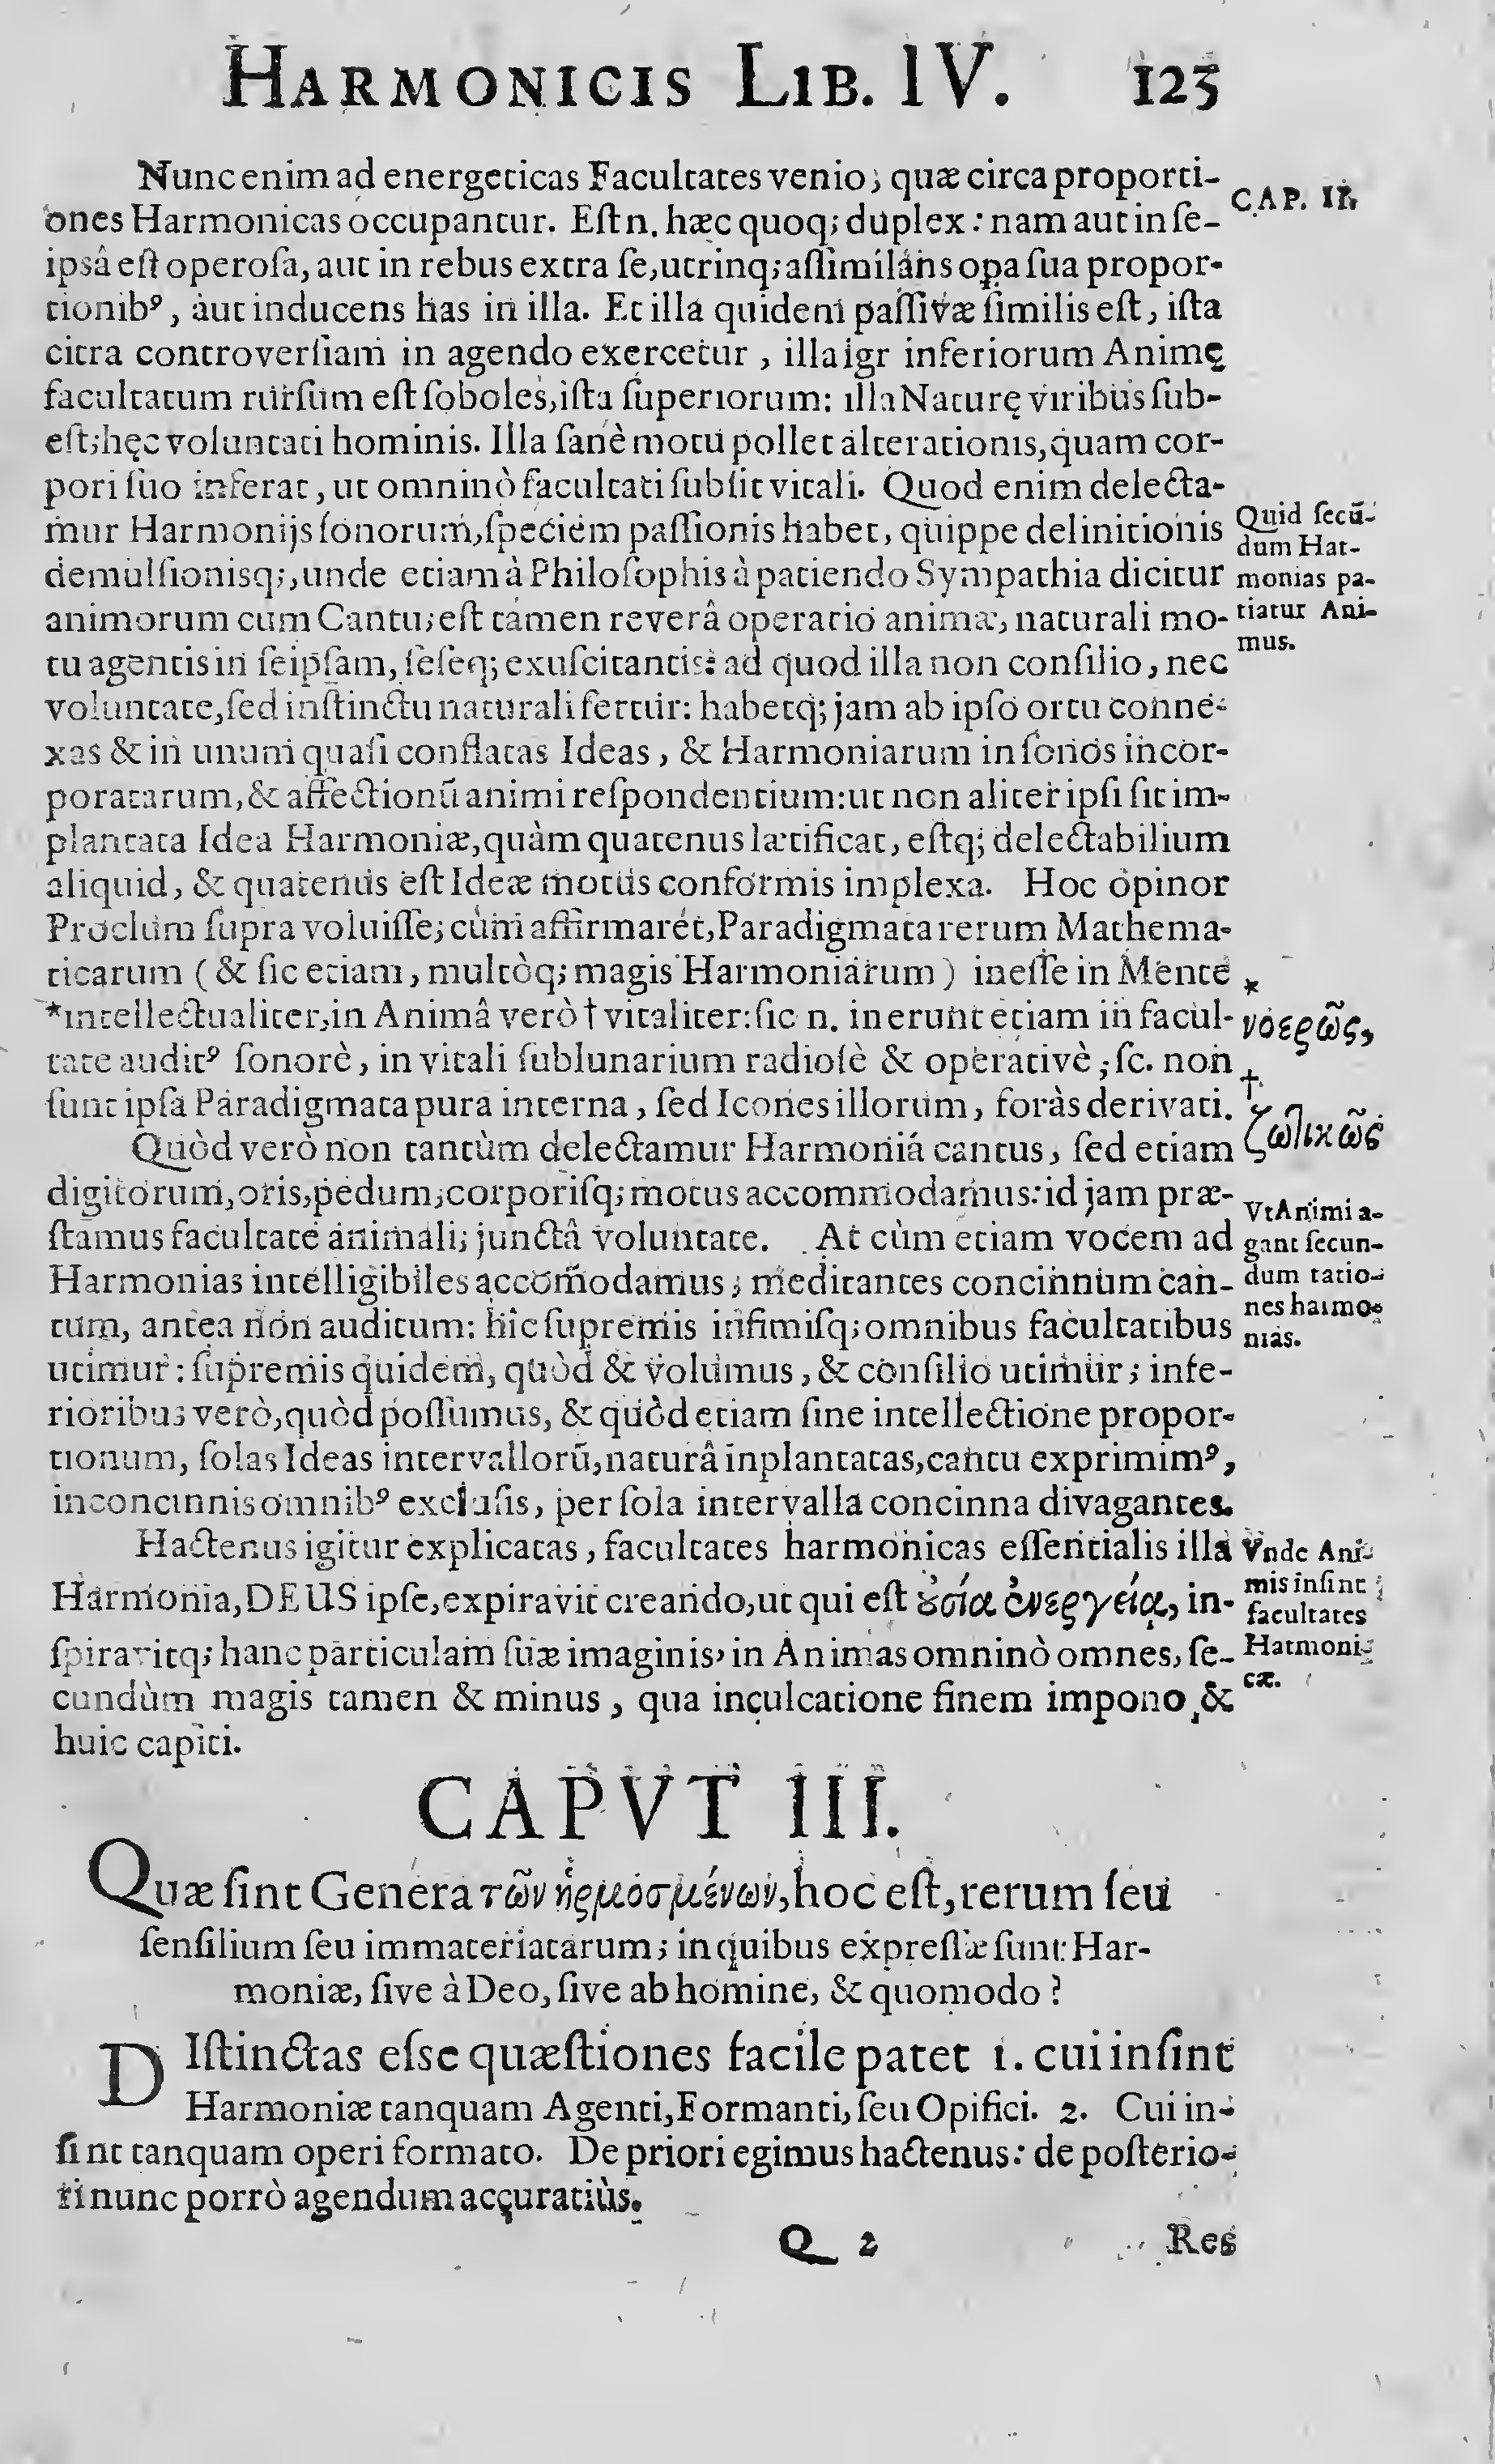 HARMONICIS LIB. IV. 125
Nunc enim ad energeticas Facultates venio; quæ circa proporti-
ones Harmonicas occupantur. Eſt n. hæc quoq; duplex: nam aut in ſe-
ipsâ eſt operoſa, aut in rebus extra ſe, utrinq; aſſimilans opa ſua propor-
tionibꝰ, aut inducens has in illa. Et illa quidem paſſivæ ſimilis eſt, iſta
citra controverſiam in agendo exercetur, illa igr inferiorum Animę
facultatum rurſum eſt ſoboles, iſta ſuperiorum: illa Naturę viribus ſub-
eſt; hęc voluntati hominis. Illa ſanè motu pollet alterationis, quam cor-
pori ſuo inferat, ut omninò facultati ſubſit vitali. Quod enim delecta-
mur Harmonijs ſonorum, ſpeciem paſſionis habet, quippe delinitionis
demulſionisq;, unde etiam à Philoſophis à patiendo Sympathia dicitur
animorum cum Cantu; eſt tamen reverâ operatio animæ, naturali mo-
tu agentis in ſeipſam, ſeſeq; exuſcitantis: ad quod illa non conſilio, nec
voluntate, ſed inſtinctu naturali fertur: habetq; jam ab ipſo ortu conne-
xas & in unum quaſi conflatas Ideas, & Harmoniarum in ſonos incor-
poratarum, & affectionũ animi reſpondentium: ut non aliter ipſi ſit im-
plantata Idea Harmoniæ, quàm quatenus lætificat, eſtq; delectabilium
aliquid, & quatenus eſt Ideæ motus conformis implexa. Hoc opinor
Proclum ſupra voluiſſe; cùm affirmaret, Paradigmata rerum Mathema-
ticarum (& ſic etiam, multòq; magis Harmoniarum) ineſſe in Mente
*intellectualiter, in Animâ verò † vitaliter: ſic n. inerunt etiam in facul-
tate auditꝰ ſonorè, in vitali ſublunarium radioſè & operativè; ſc. non
ſunt ipſa Paradigmata pura interna, ſed Icones illorum, foràs derivati.
Quòd verò non tantùm delectamur Harmoniâ cantus, ſed etiam
digitorum, oris, pedum, corporiſq; motus accommodamus: id jam præ-
ſtamus facultate animali; junctâ voluntate. At cùm etiam vocem ad
Harmonias intelligibiles accom̃odamus; meditantes concinnum can-
tum, antea non auditum: hîc ſupremis infimiſq; omnibus facultatibus
utimur: ſupremis quidem, quòd & volumus, & conſilio utimur; infe-
rioribus verò, quòd poſſumus, & quòd etiam ſine intellectione propor-
tionum, ſolas Ideas intervallorũ, naturâ inplantatas, cantu exprimimꝰ,
inconcinnis omnibꝰ excluſis, per ſola intervalla concinna divagantes.
Hactenus igitur explicatas, facultates harmonicas eſſentialis illa
Harmonia, DEUS ipſe, expiravit creando, ut qui eſt ȣ̓σία ἐνεργείᾳ, in-
ſpiravitq; hanc particulam ſuæ imaginis, in Animas omninò omnes, ſe-
cundùm magis tamen & minus, qua inculcatione finem impono, &
huic capiti.
CAP. II.
Quid ſecũ-
dum Har-
monias pa-
tiatur Ani-
mus.
*
νοερῶς,
†
ζωτικῶς
Vt Animi a-
gant ſecun-
dum ratio-
nes harmo-
nias.
Vnde Ani-
mis inſint
facultates
Harmoni-
cæ.
CAPVT III.
Quæ ſint Genera τῶν ἡρμοσμένων, hoc eſt, rerum ſeu
ſenſilium ſeu immateriatarum; in quibus expreſſæ ſunt Har-
moniæ, ſive à Deo, ſive ab homine, & quomodo?
DIſtinctas eſse quæſtiones facile patet 1. cui inſint
Harmoniæ tanquam Agenti, Formanti, ſeu Opifici. 2. Cui in-
ſint tanquam operi formato. De priori egimus hactenus: de poſterio-
ri nunc porrò agendum accuratiùs.
Q 2 Res